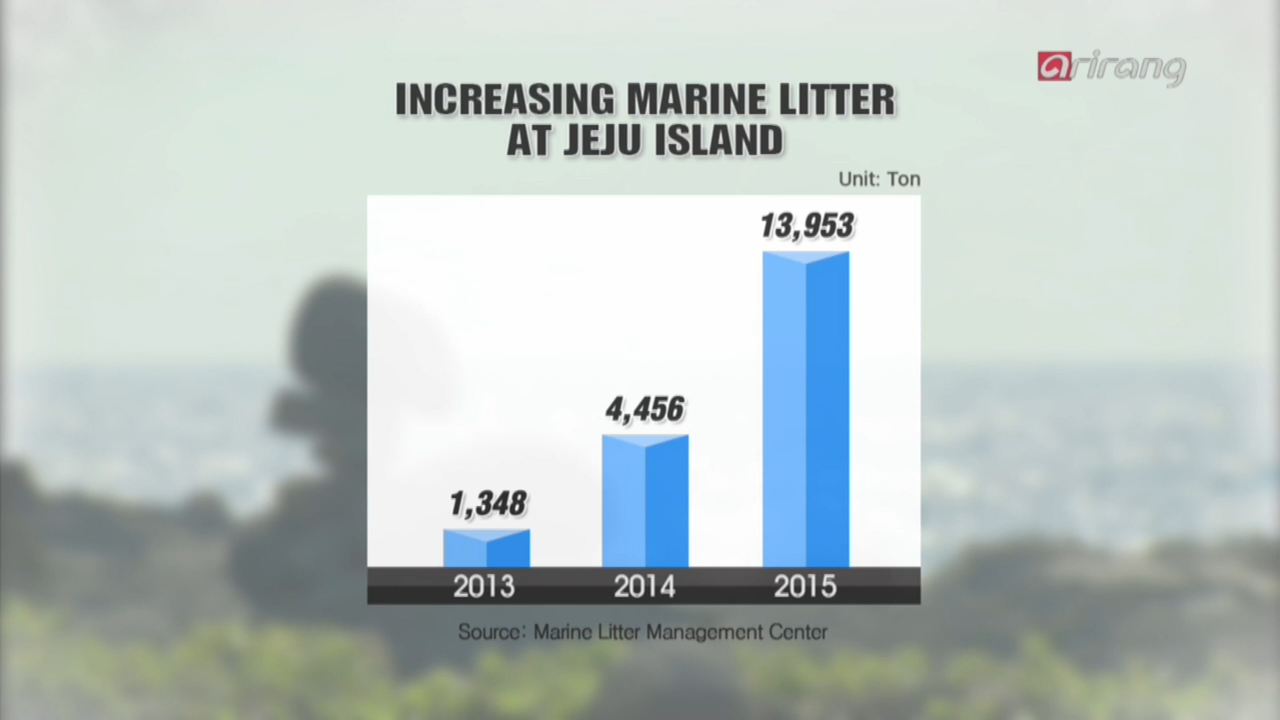 arirang
INCREASING MARINE LITTER
AT JEJU ISLAND
Unit: Ton
13,953
4,456
1,348
2013 2014 2015
Source: Marine Litter Management Center